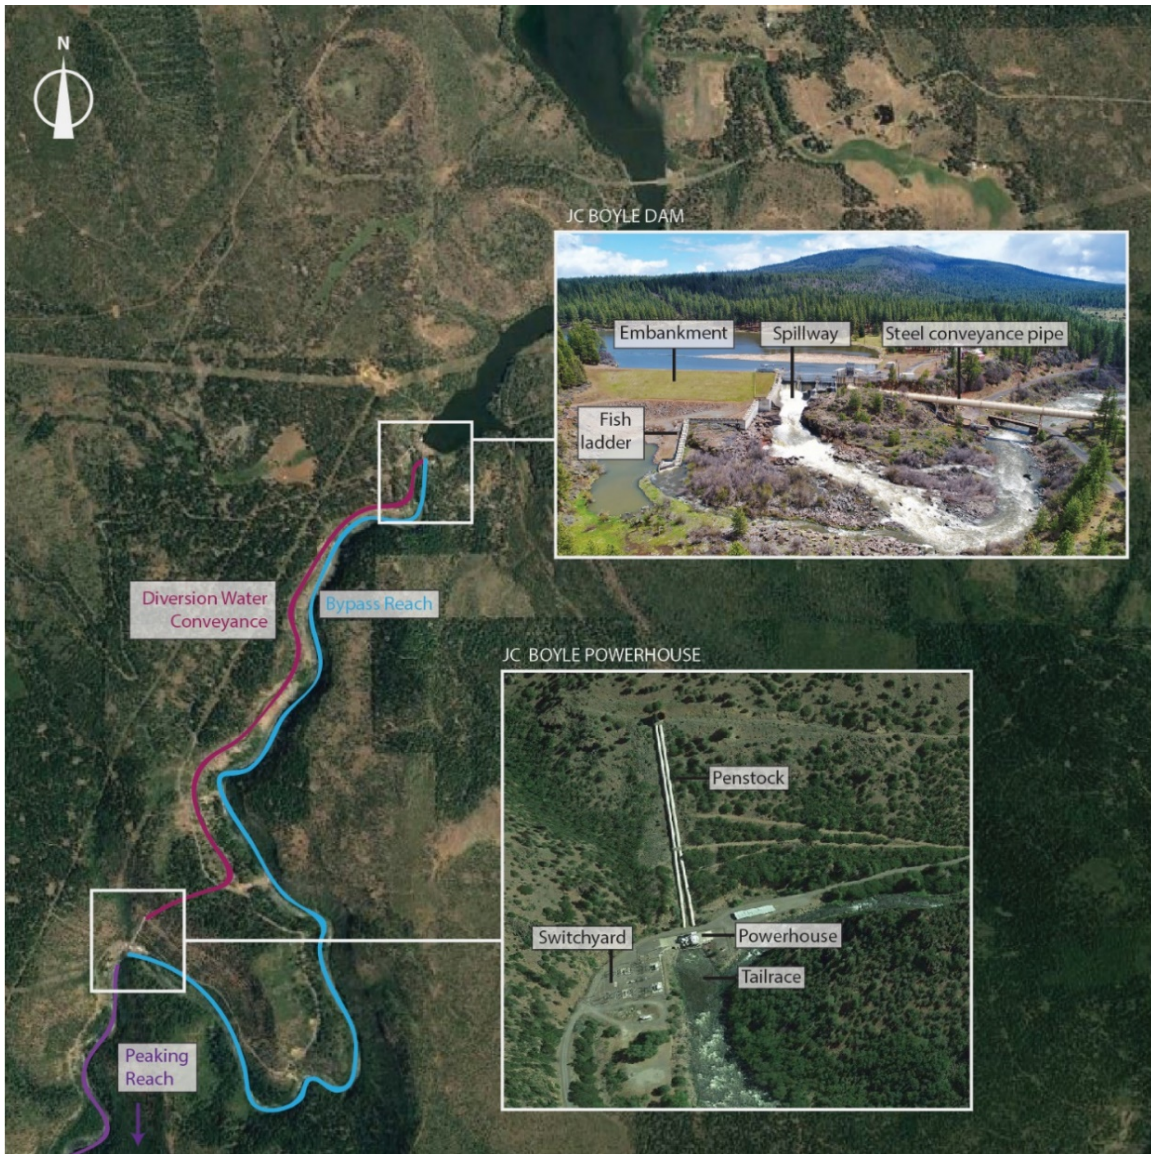 N
JC BOYLE DAM
Embankment
Spillway
Steel conveyance pipe
Fish
ladder
Diversion Water
Conveyance
Bypass Reach
JC BOYLE POWERHOUSE
Penstock
Switchyard
Powerhouse
Tailrace
Peaking
Reach